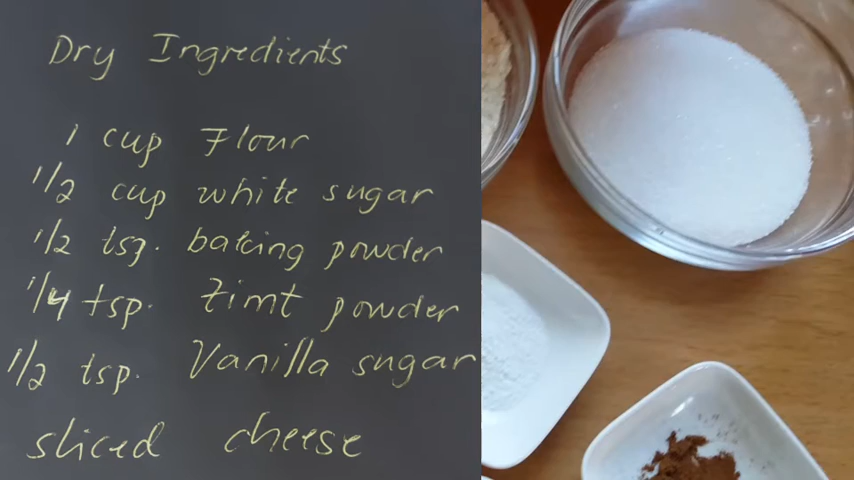 Dry Ingredients
1 cup Flour
1/2 cup white sugar
1/2 tsz. baking powder
1/4 tsp. Zimt powder
1/2 tsp. Vanilla sugar
sliced cheese